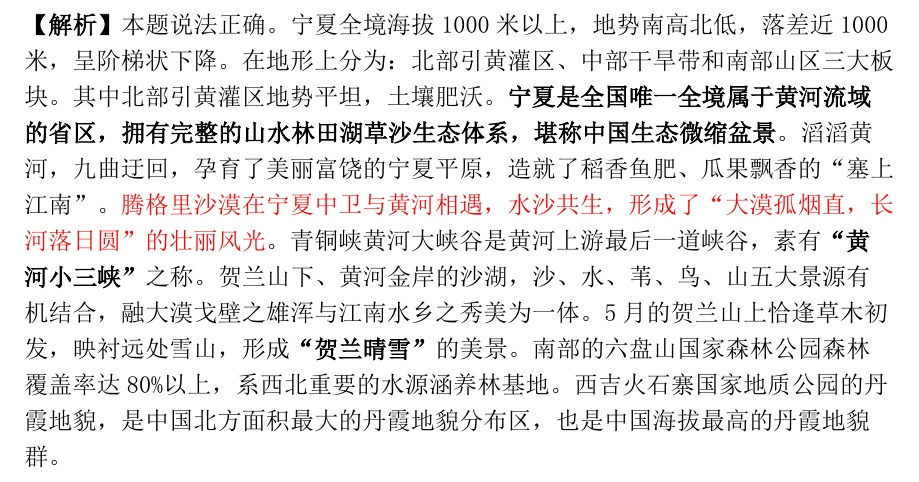 【解析】本题说法正确。宁夏全境海拔 1000 米以上，地势南高北低，落差近 1000
米，呈阶梯状下降。在地形上分为：北部引黄灌区、中部干旱带和南部山区三大板
块。其中北部引黄灌区地势平坦，土壤肥沃。宁夏是全国唯一全境属于黄河流域
的省区，拥有完整的山水林田湖草沙生态体系，堪称中国生态微缩盆景。滔滔黄
河，九曲迂回，孕育了美丽富饶的宁夏平原，造就了稻香鱼肥、瓜果飘香的“塞上
江南”。腾格里沙漠在宁夏中卫与黄河相遇，水沙共生，形成了“大漠孤烟直，长
河落日圆”的壮丽风光。青铜峡黄河大峡谷是黄河上游最后一道峡谷，素有“黄
河小三峡”之称。贺兰山下、黄河金岸的沙湖，沙、水、苇、鸟、山五大景源有
机结合，融大漠戈壁之雄浑与江南水乡之秀美为一体。5 月的贺兰山上恰逢草木初
发，映衬远处雪山，形成“贺兰晴雪”的美景。南部的六盘山国家森林公园森林
覆盖率达 80%以上，系西北重要的水源涵养林基地。西吉火石寨国家地质公园的丹
霞地貌，是中国北方面积最大的丹霞地貌分布区，也是中国海拔最高的丹霞地貌
群。